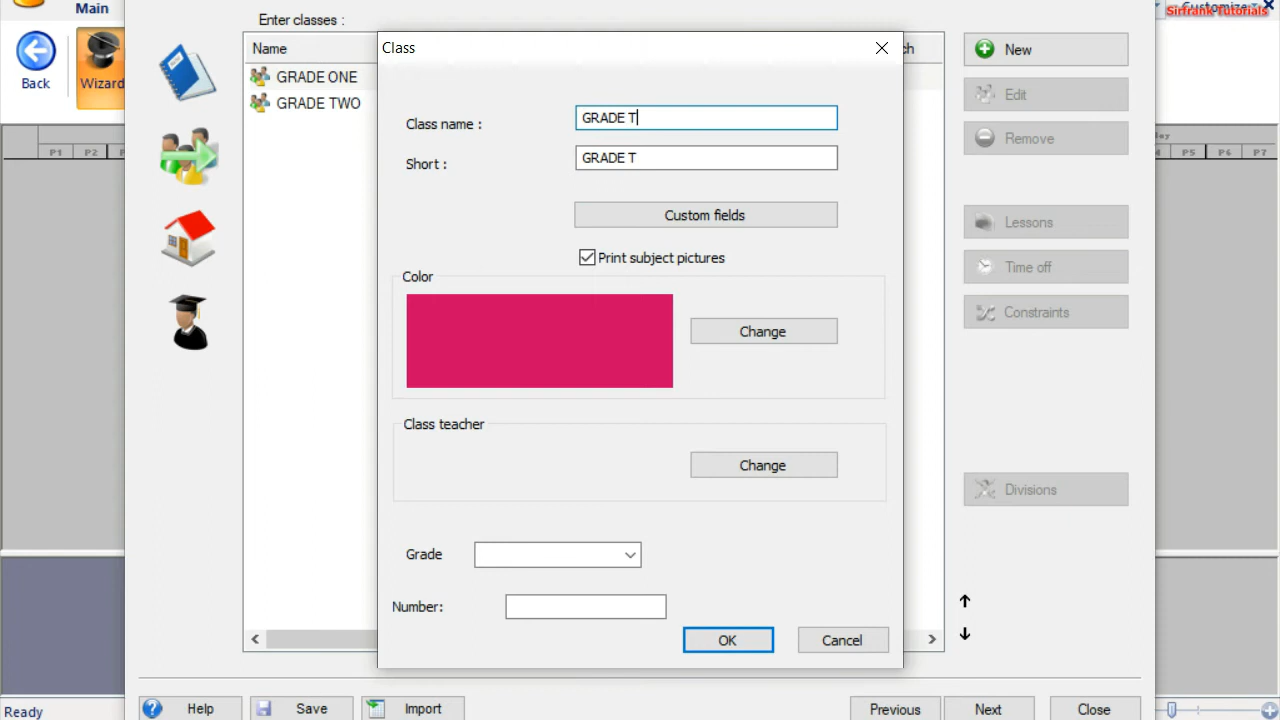 Main
Customize
Sirfrank Tutorials
Back
Wizard
Enter classes :
Name
GRADE ONE
GRADE TWO
Class
Class name :
GRADE T
Short :
GRADE T
Custom fields
Print subject pictures
Color
Change
Class teacher
Change
Grade
Number:
OK
Cancel
New
Edit
Remove
Lessons
Time off
Constraints
Divisions
P1 P2
P5 P6 P7
Help
Save
Import
Previous
Next
Close
Ready